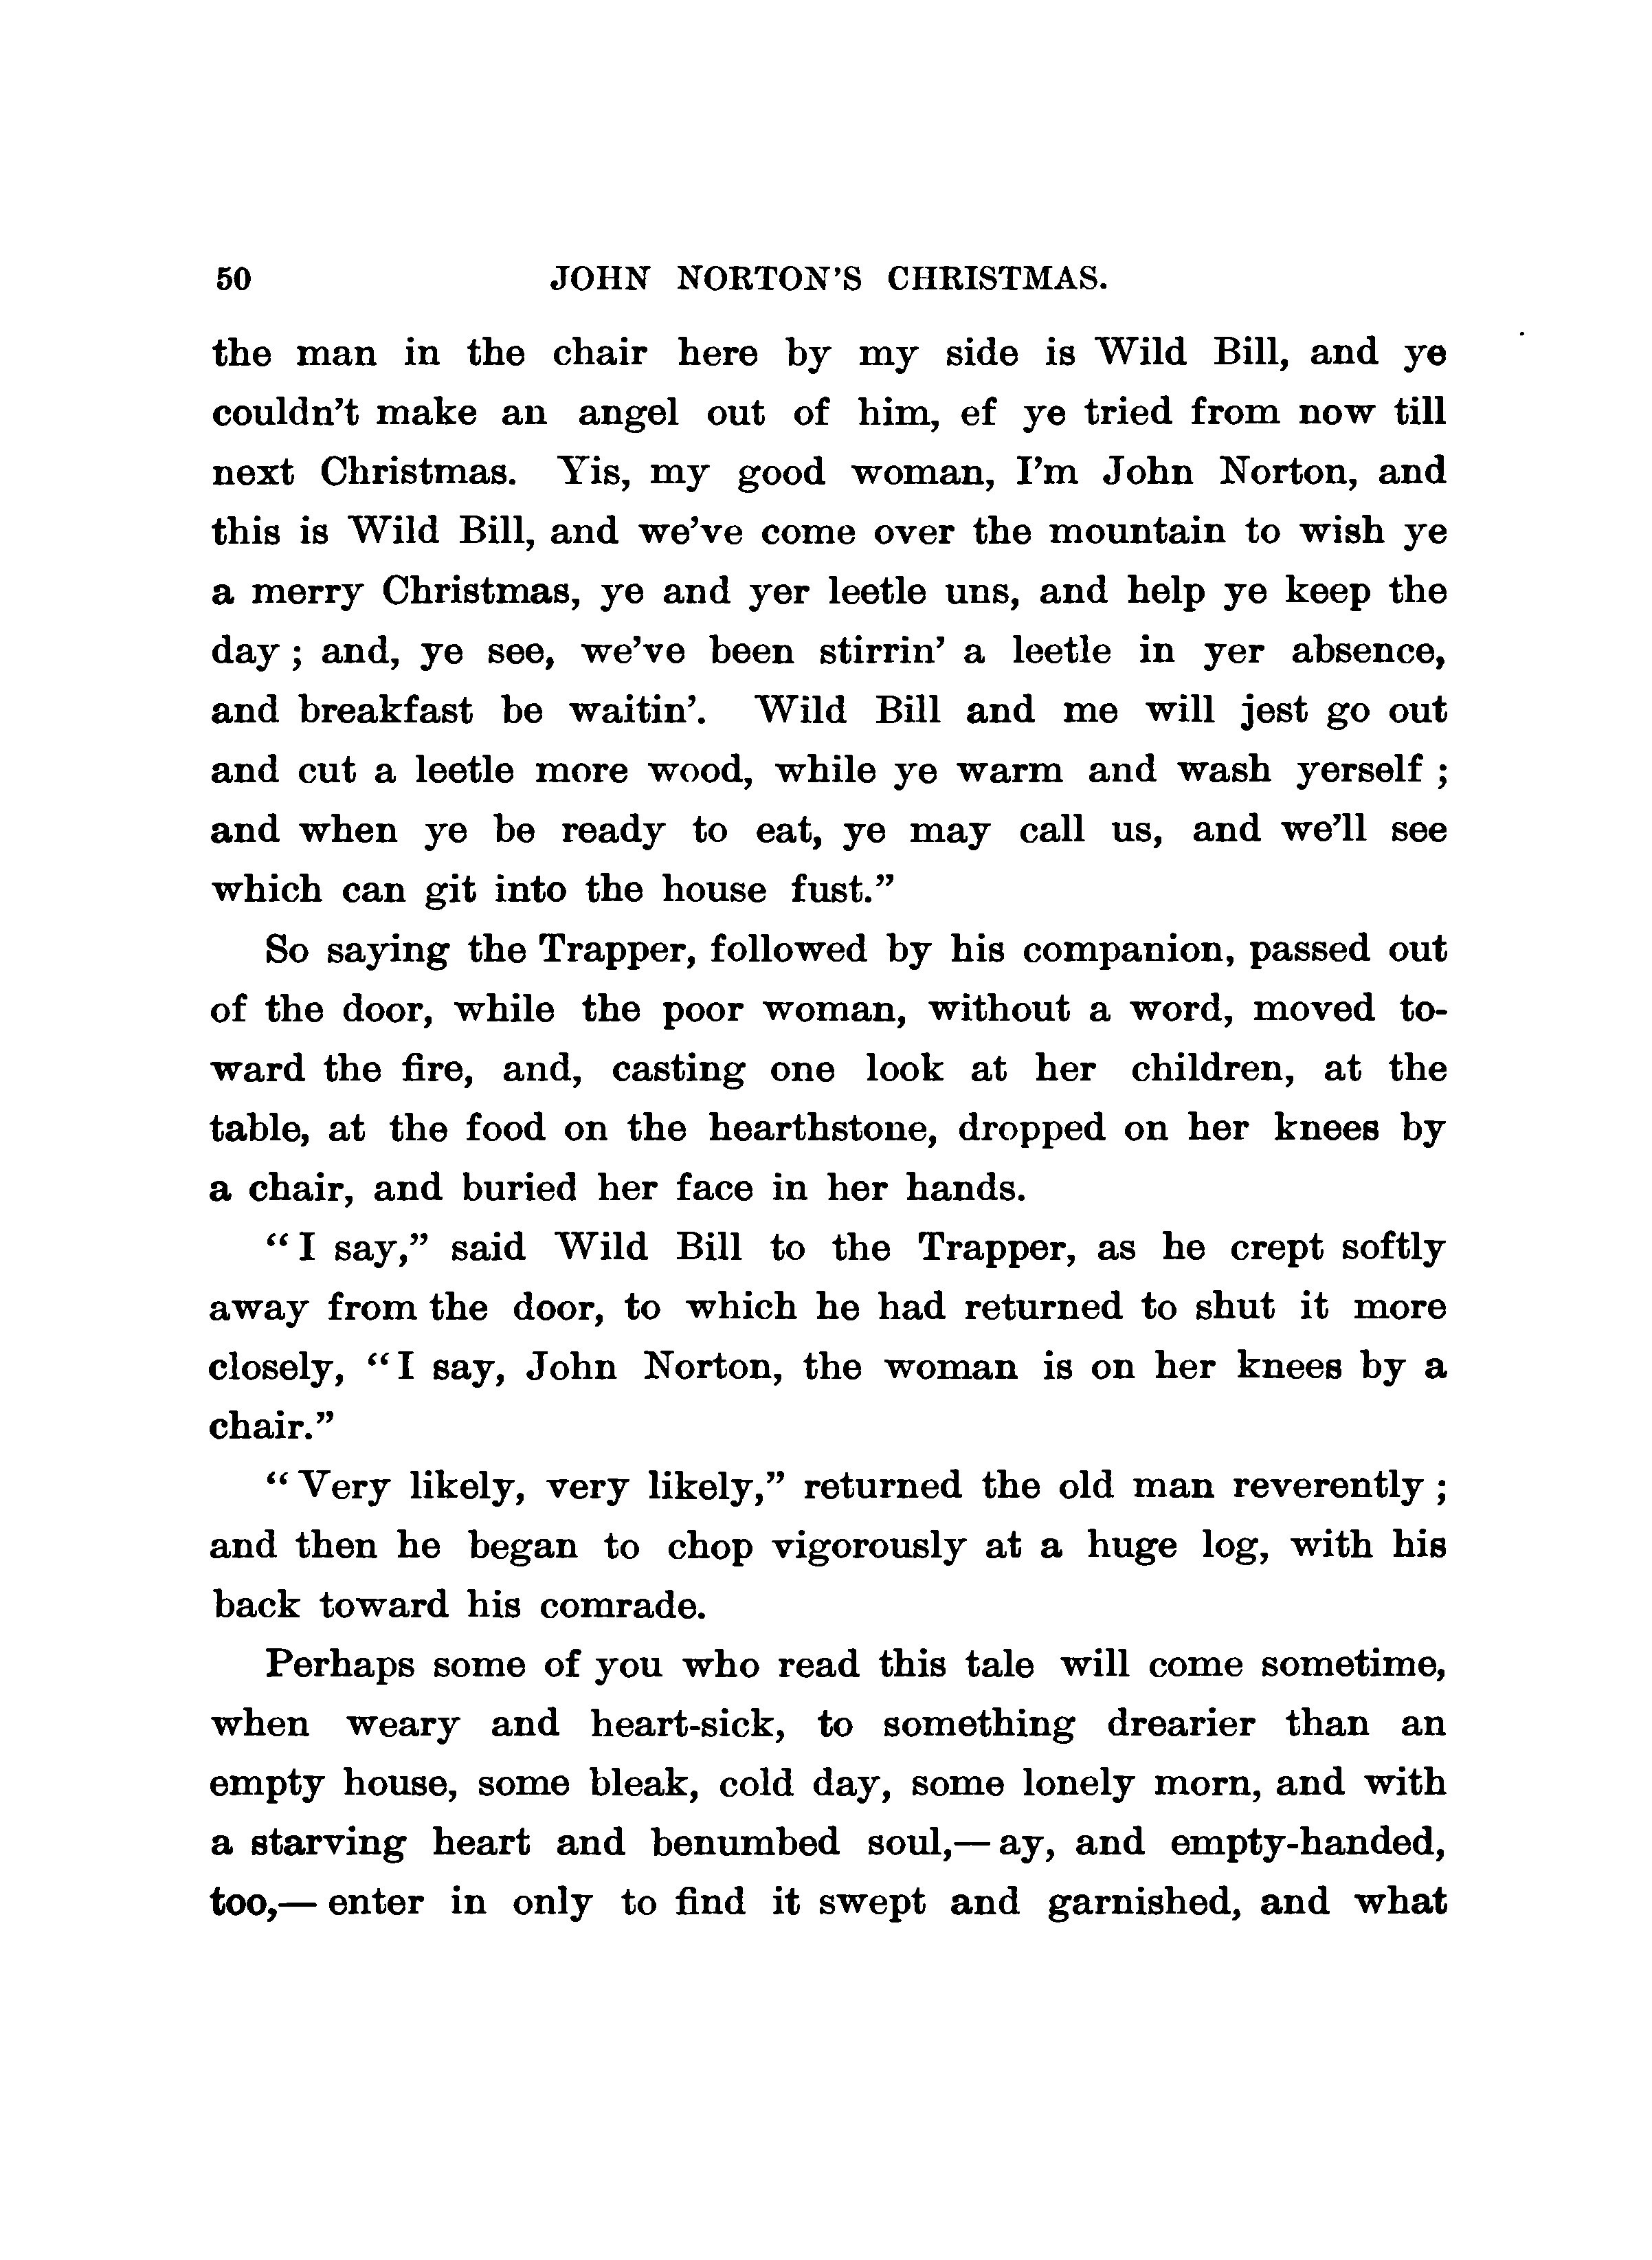 50 JOHN NORTON'S CHRISTMAS.
the man in the chair here by my side is Wild Bill, and ye
couldn't make an angel out of him, ef ye tried from now till
next Christmas. Yis, my good woman, I'm John Norton, and
this is Wild Bill, and we've come over the mountain to wish ye
a merry Christmas, ye and yer leetle uns, and help ye keep the
day ; and, ye see, we've been stirrin' a leetle in yer absence,
and breakfast be waitin'. Wild Bill and me will jest go out
and cut a leetle more wood, while ye warm and wash yerself ;
and when ye be ready to eat, ye may call us, and we'll see
which can git into the house fust.”
So saying the Trapper, followed by his companion, passed out
of the door, while the poor woman, without a word, moved to-
ward the fire, and, casting one look at her children, at the
table, at the food on the hearthstone, dropped on her knees by
a chair, and buried her face in her hands.
“ I say,” said Wild Bill to the Trapper, as he crept softly
away from the door, to which he had returned to shut it more
closely, “ I say, John Norton, the woman is on her knees by a
chair.”
“ Very likely, very likely,” returned the old man reverently ;
and then he began to chop vigorously at a huge log, with his
back toward his comrade.
Perhaps some of you who read this tale will come sometime,
when weary and heart-sick, to something drearier than an
empty house, some bleak, cold day, some lonely morn, and with
a starving heart and benumbed soul,— ay, and empty-handed,
too,— enter in only to find it swept and garnished, and what